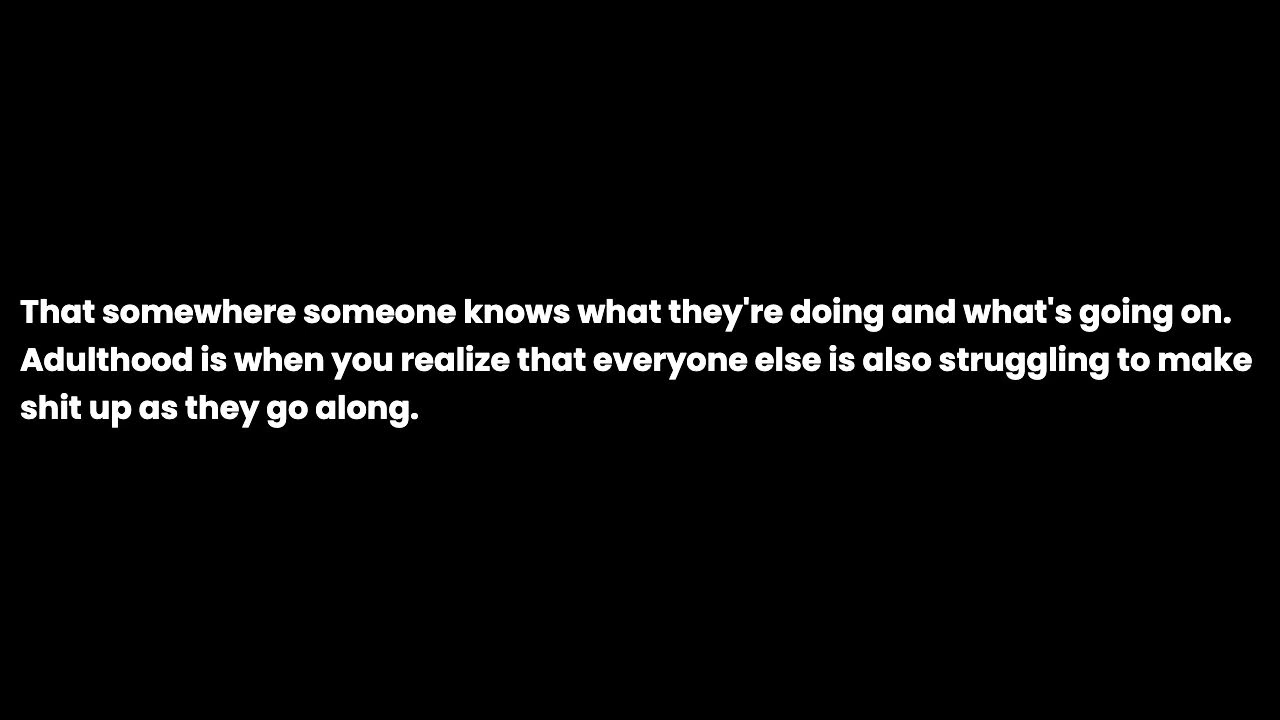 That somewhere someone knows what they're doing and what's going on.
Adulthood is when you realize that everyone else is also struggling to make
shit up as they go along.